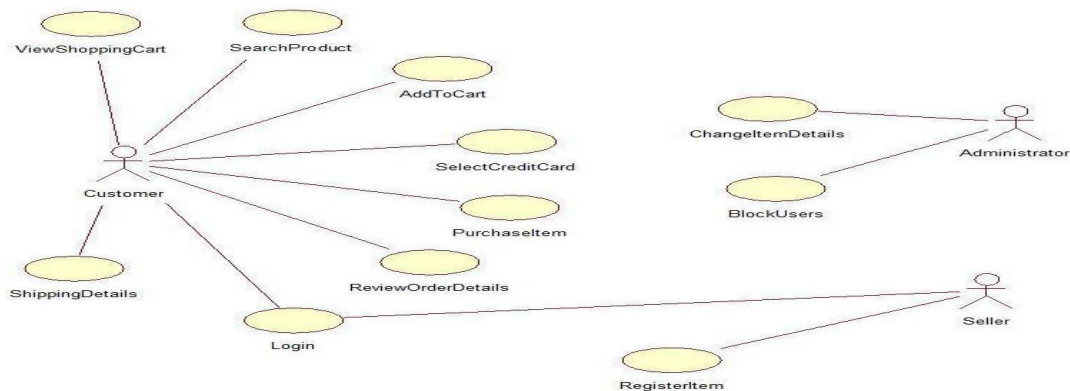 ViewShoppingCart
SearchProduct
AddToCart
ChangeItemDetails
Administrator
SelectCreditCard
Customer
BlockUsers
PurchaseItem
ShippingDetails
ReviewOrderDetails
Seller
Login
RegisterItem